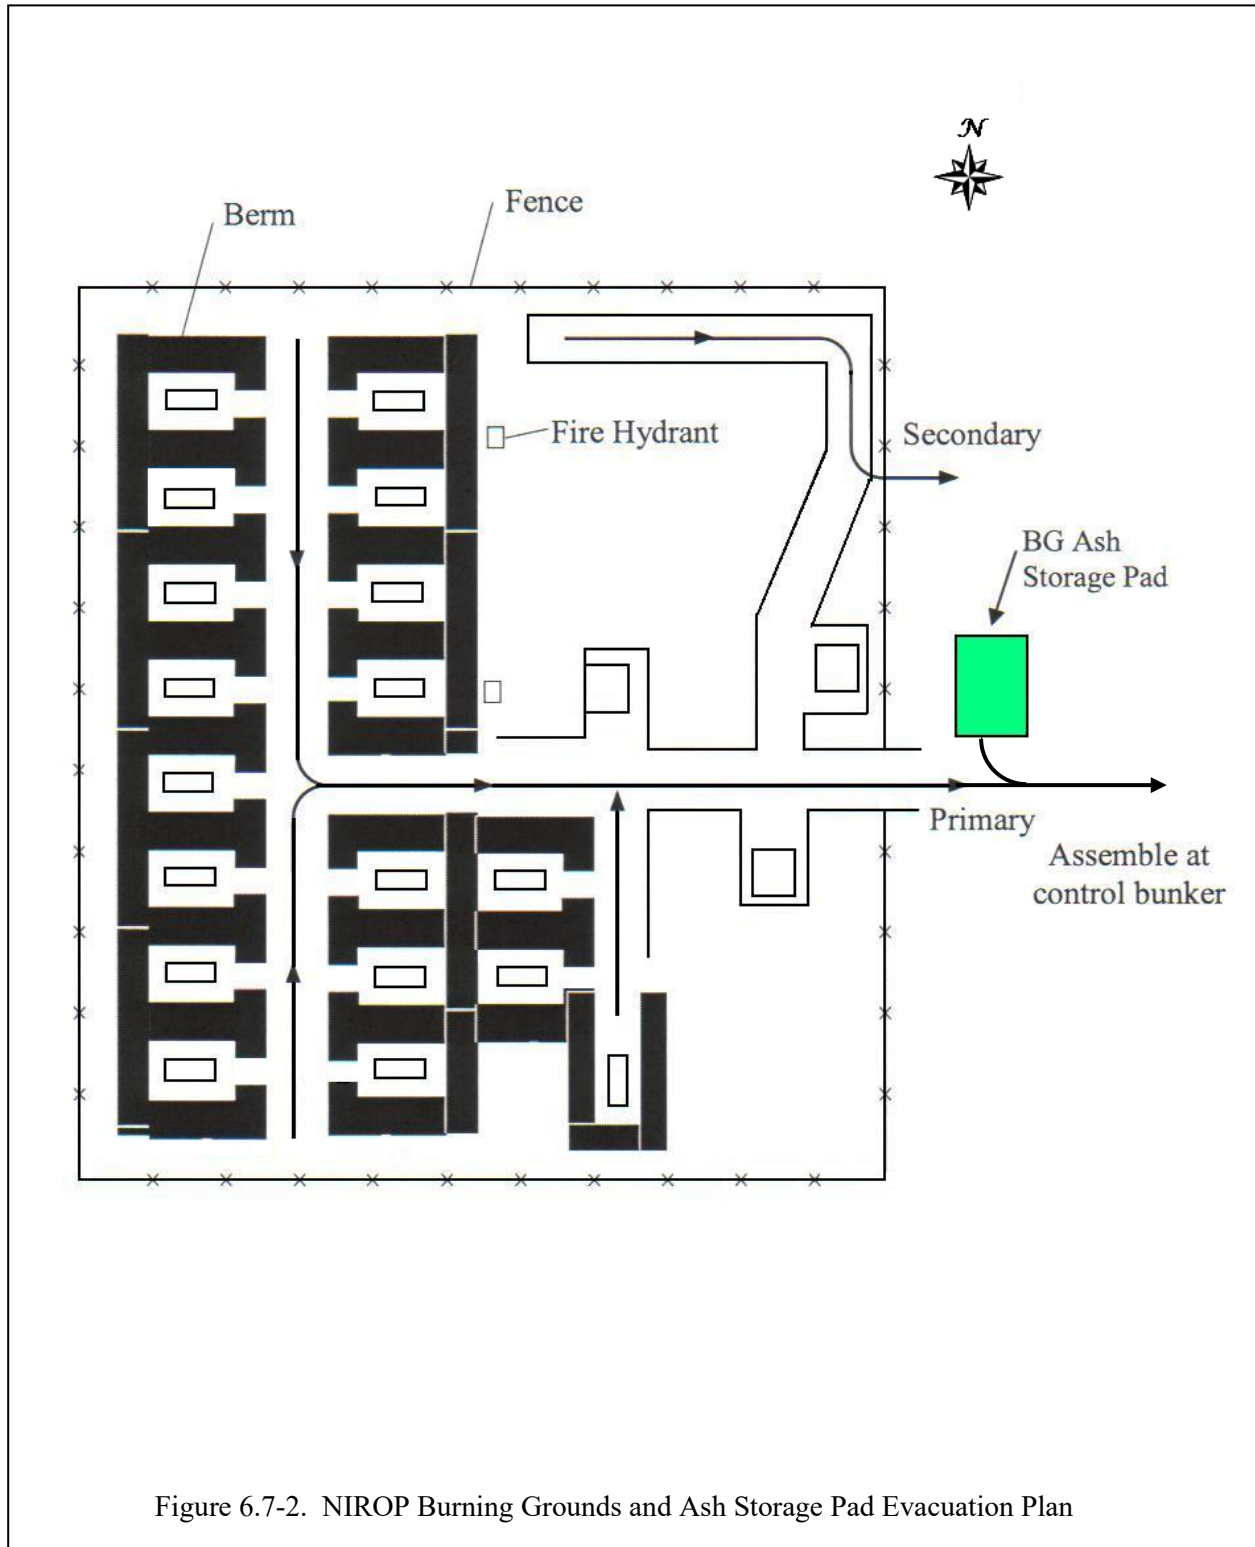 N
Berm
Fence
Fire Hydrant
Secondary
BG Ash
Storage Pad
Primary
Assemble at
control bunker
Figure 6.7-2. NIROP Burning Grounds and Ash Storage Pad Evacuation Plan